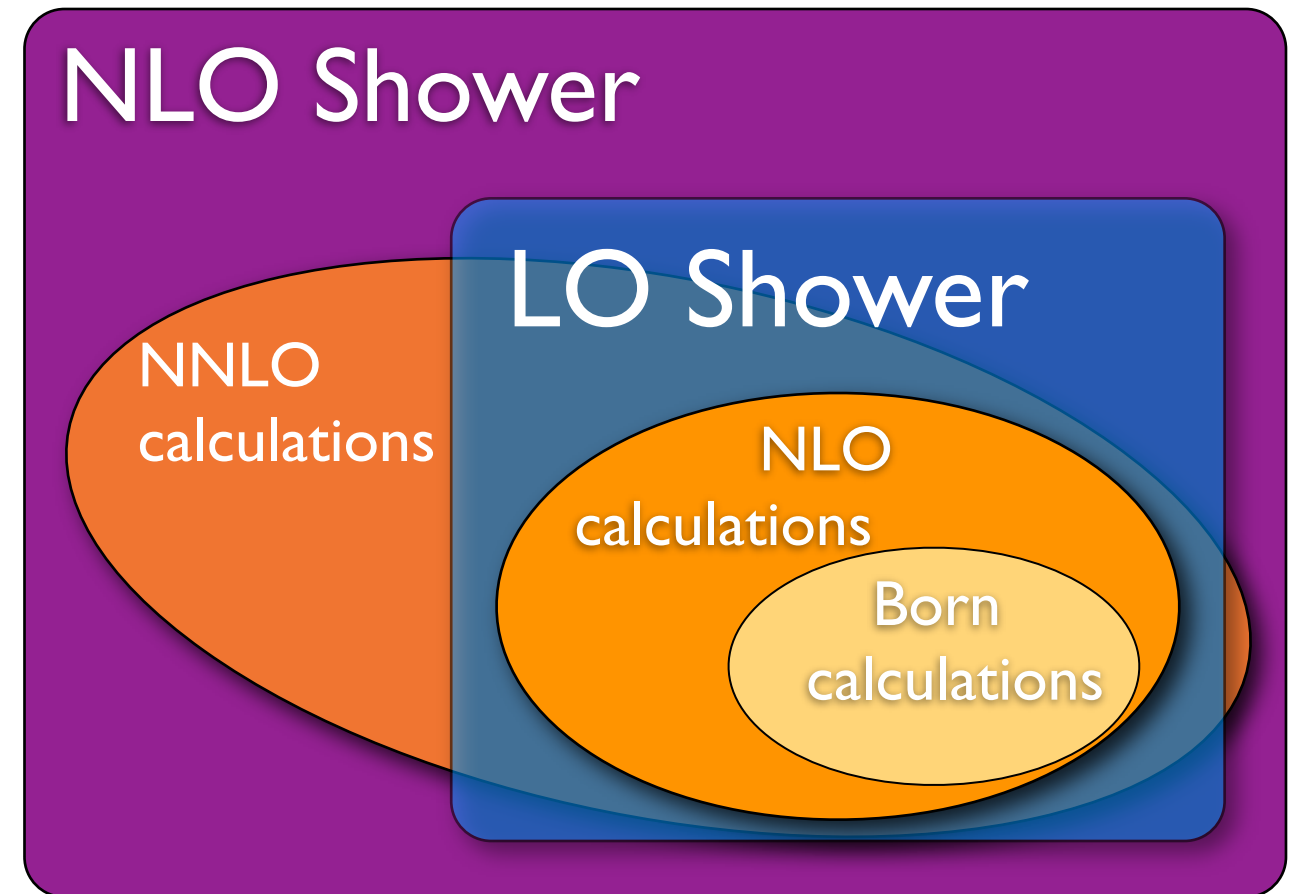 NLO Shower
LO Shower
NNLO
calculations
NLO
calculations
Born
calculations